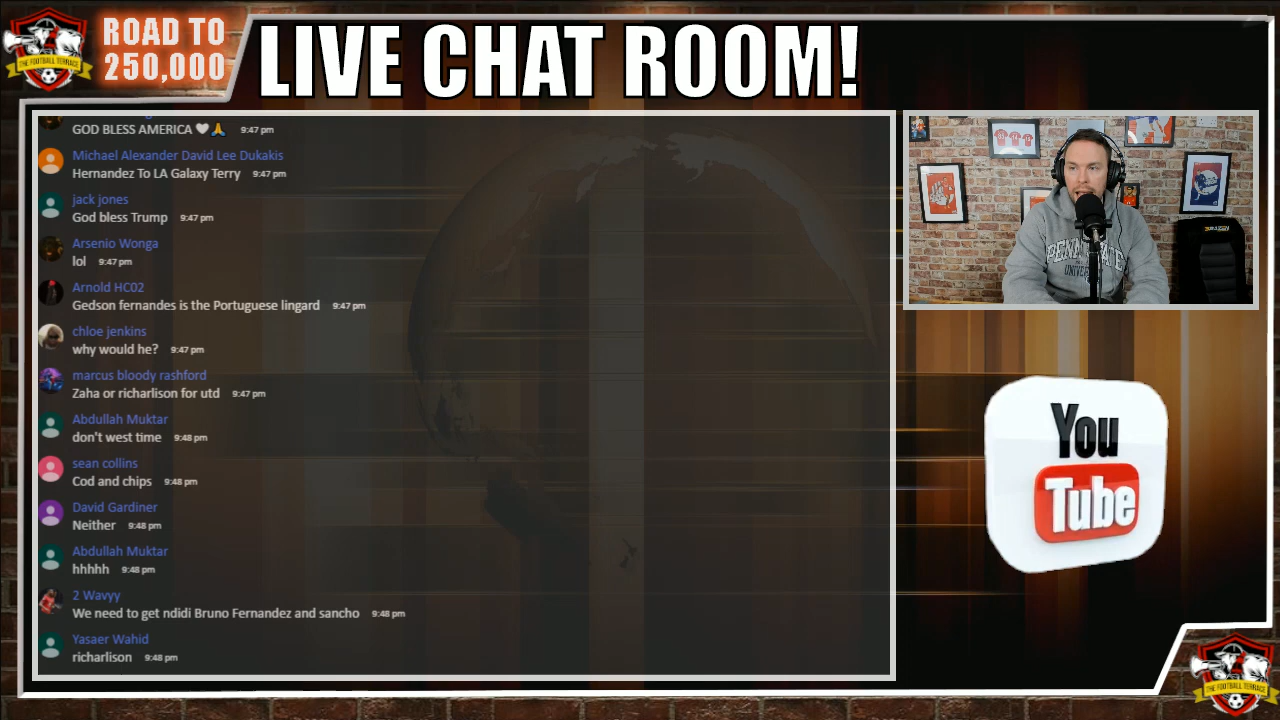 ROAD TO
250,000
LIVE CHAT ROOM!
THE FOOTBALL TERRACE
GOD BLESS AMERICA 🤍🙏 9:47 pm
Michael Alexander David Lee Dukakis
Hernandez To LA Galaxy Terry 9:47 pm
jack jones
God bless Trump 9:47 pm
Arsenio Wonga
lol 9:47 pm
Arnold HC02
Gedson fernandes is the Portuguese lingard 9:47 pm
chloe jenkins
why would he? 9:47 pm
marcus bloody rashford
Zaha or richarlison for utd 9:47 pm
Abdullah Muktar
don't west time 9:48 pm
sean collins
Cod and chips 9:48 pm
David Gardiner
Neither 9:48 pm
Abdullah Muktar
hhhhh 9:48 pm
2 Wavyy
We need to get ndidi Bruno Fernandez and sancho 9:48 pm
Yasaer Wahid
richarlison 9:48 pm
You
Tube
THE FOOTBALL TERRACE